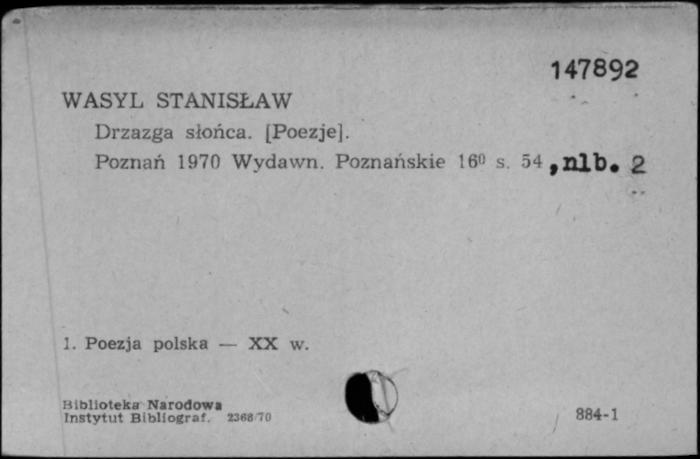 147892
WASYL STANISŁAW
Drzazga słońca. [Poezje].
Poznań 1970 Wydawn. Poznańskie 16⁰ s. 54, nlb. 2
1. Poezja polska — XX w.
Biblioteka Narodowa
Instytut Bibliograf. 2368/70
884-1